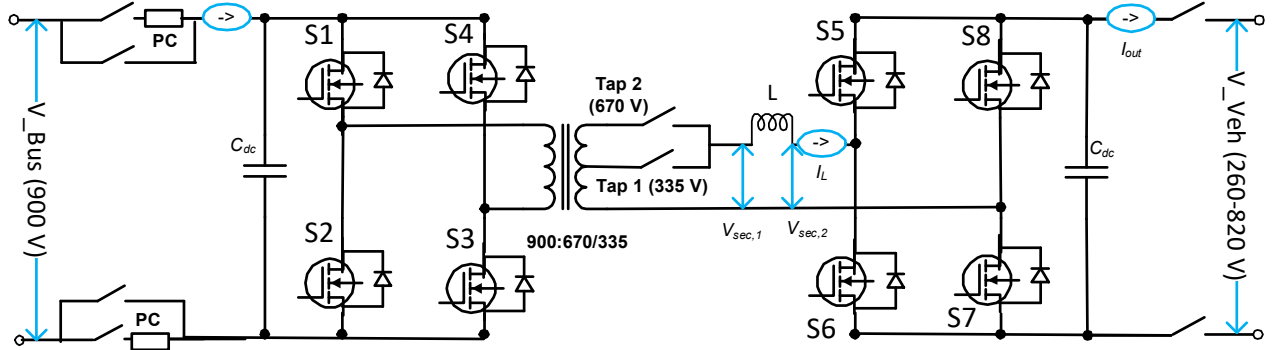 PC
->
S1
S4
S5
S8
->
I_out
Tap 2
(670 V)
L
V_Bus (900 V)
C_dc
->
I_L
C_dc
V_Veh (260-820 V)
Tap 1 (335 V)
V_sec,1
V_sec,2
S2
S3
900:670/335
PC
S6
S7